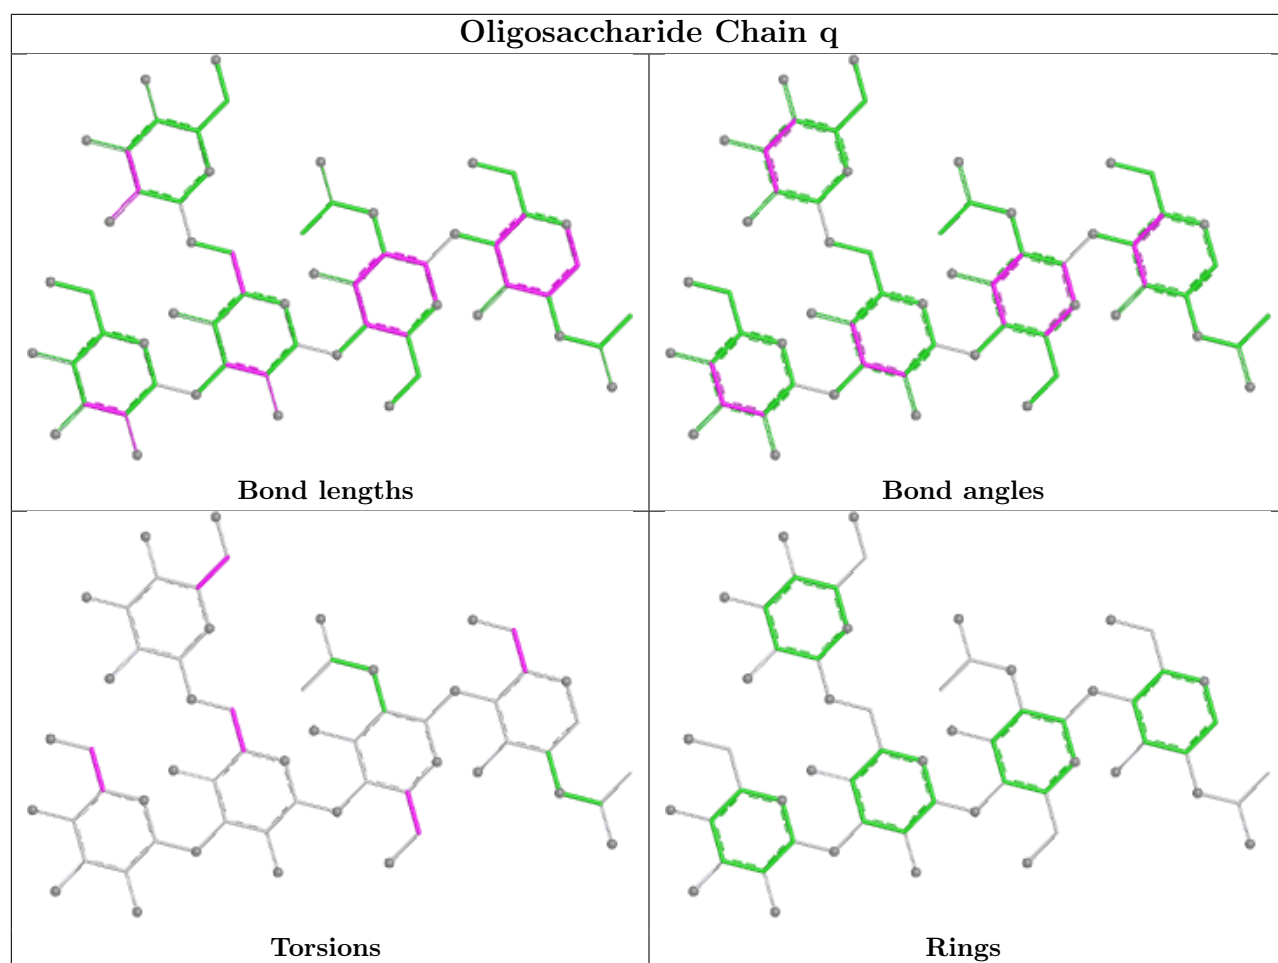 Oligosaccharide Chain q
Bond lengths
Bond angles
Torsions
Rings